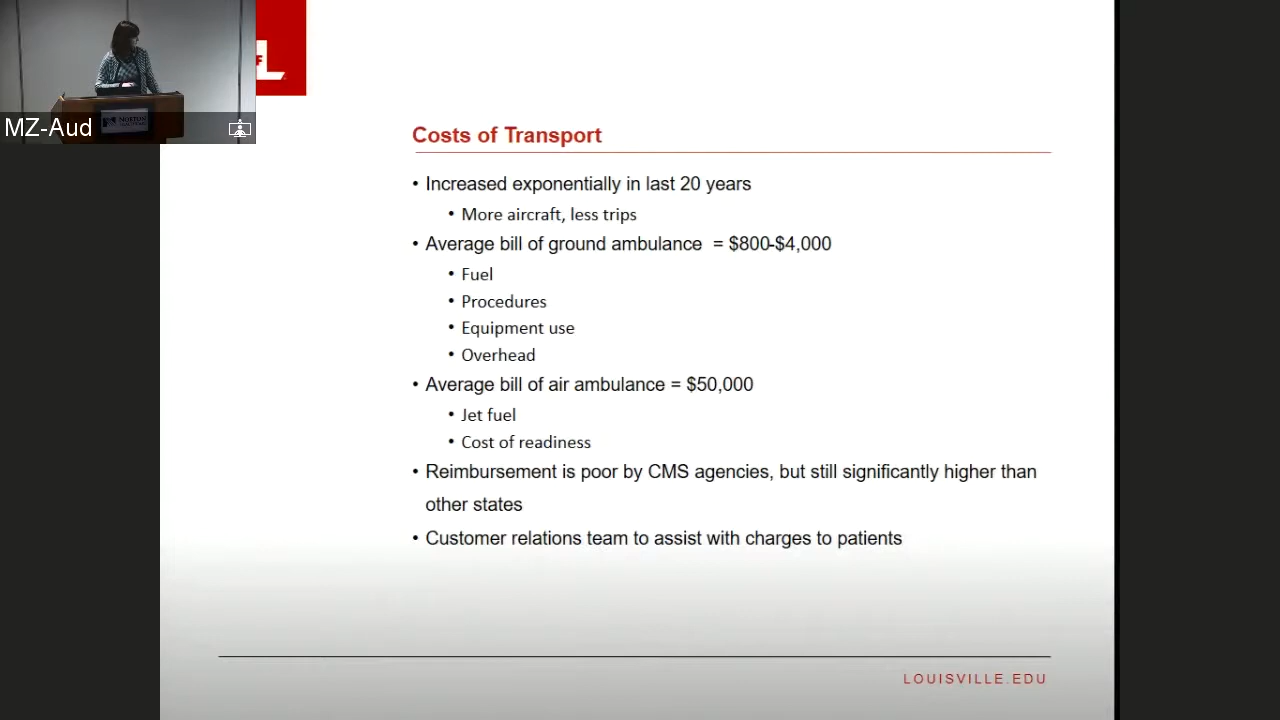 MZ-Aud
NORTON
L
F
Costs of Transport
• Increased exponentially in last 20 years
• More aircraft, less trips
• Average bill of ground ambulance = $800-$4,000
• Fuel
• Procedures
• Equipment use
• Overhead
• Average bill of air ambulance = $50,000
• Jet fuel
• Cost of readiness
• Reimbursement is poor by CMS agencies, but still significantly higher than
other states
• Customer relations team to assist with charges to patients
LOUISVILLE.EDU